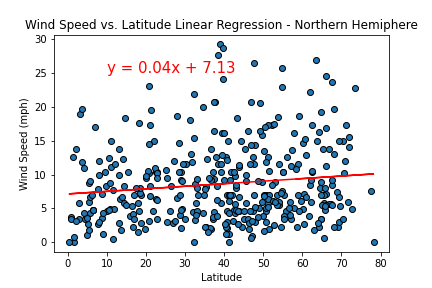 Wind Speed vs. Latitude Linear Regression - Northern Hemiphere
30
25
20
15
10
5
0
Wind Speed (mph)
y = 0.04x + 7.13
0 10 20 30 40 50 60 70 80
Latitude